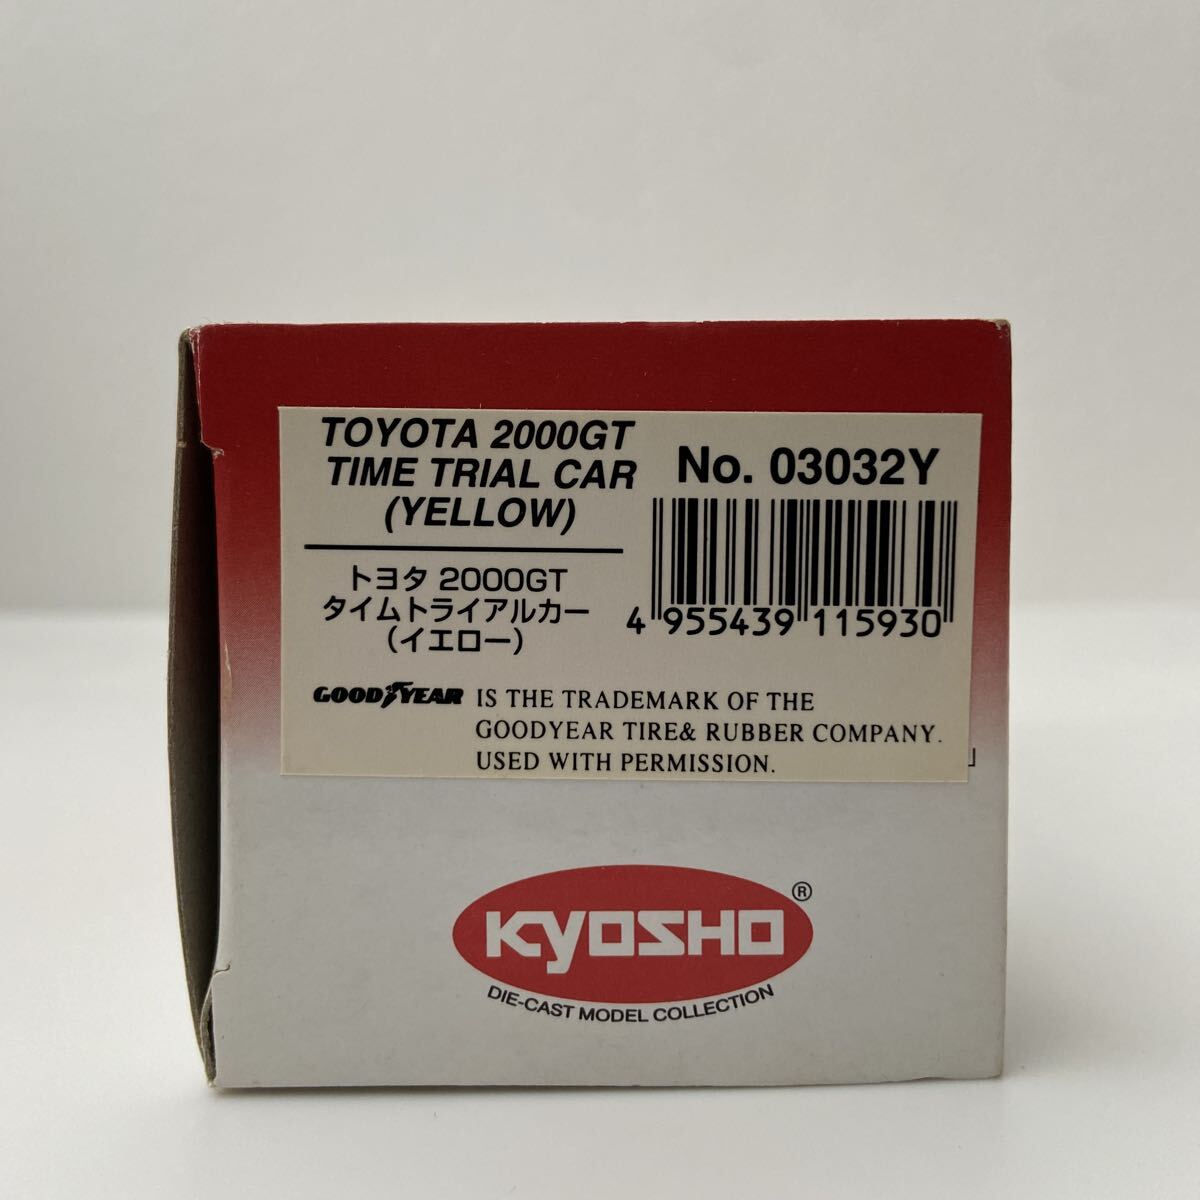 TOYOTA 2000GT
TIME TRIAL CAR
(YELLOW)
トヨタ 2000GT
タイムトライアルカー
(イエロー)
No. 03032Y
4 955439 115930
GOODYEAR IS THE TRADEMARK OF THE
GOODYEAR TIRE& RUBBER COMPANY.
USED WITH PERMISSION.
KYOSHO ®
DIE-CAST MODEL COLLECTION